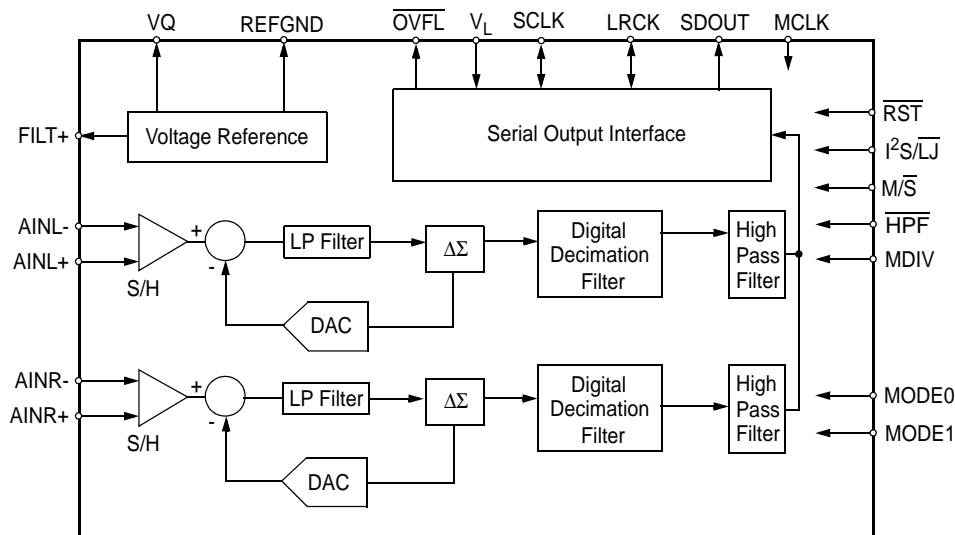 VQ REFGND OVFL VL SCLK LRCK SDOUT MCLK
FILT+
Voltage Reference
Serial Output Interface
RST
I²S/LJ
M/S
HPF
MDIV
AINL-
AINL+
S/H
+
-
LP Filter
ΔΣ
DAC
Digital
Decimation
Filter
High
Pass
Filter
AINR-
AINR+
S/H
+
-
LP Filter
ΔΣ
DAC
Digital
Decimation
Filter
High
Pass
Filter
MODE0
MODE1